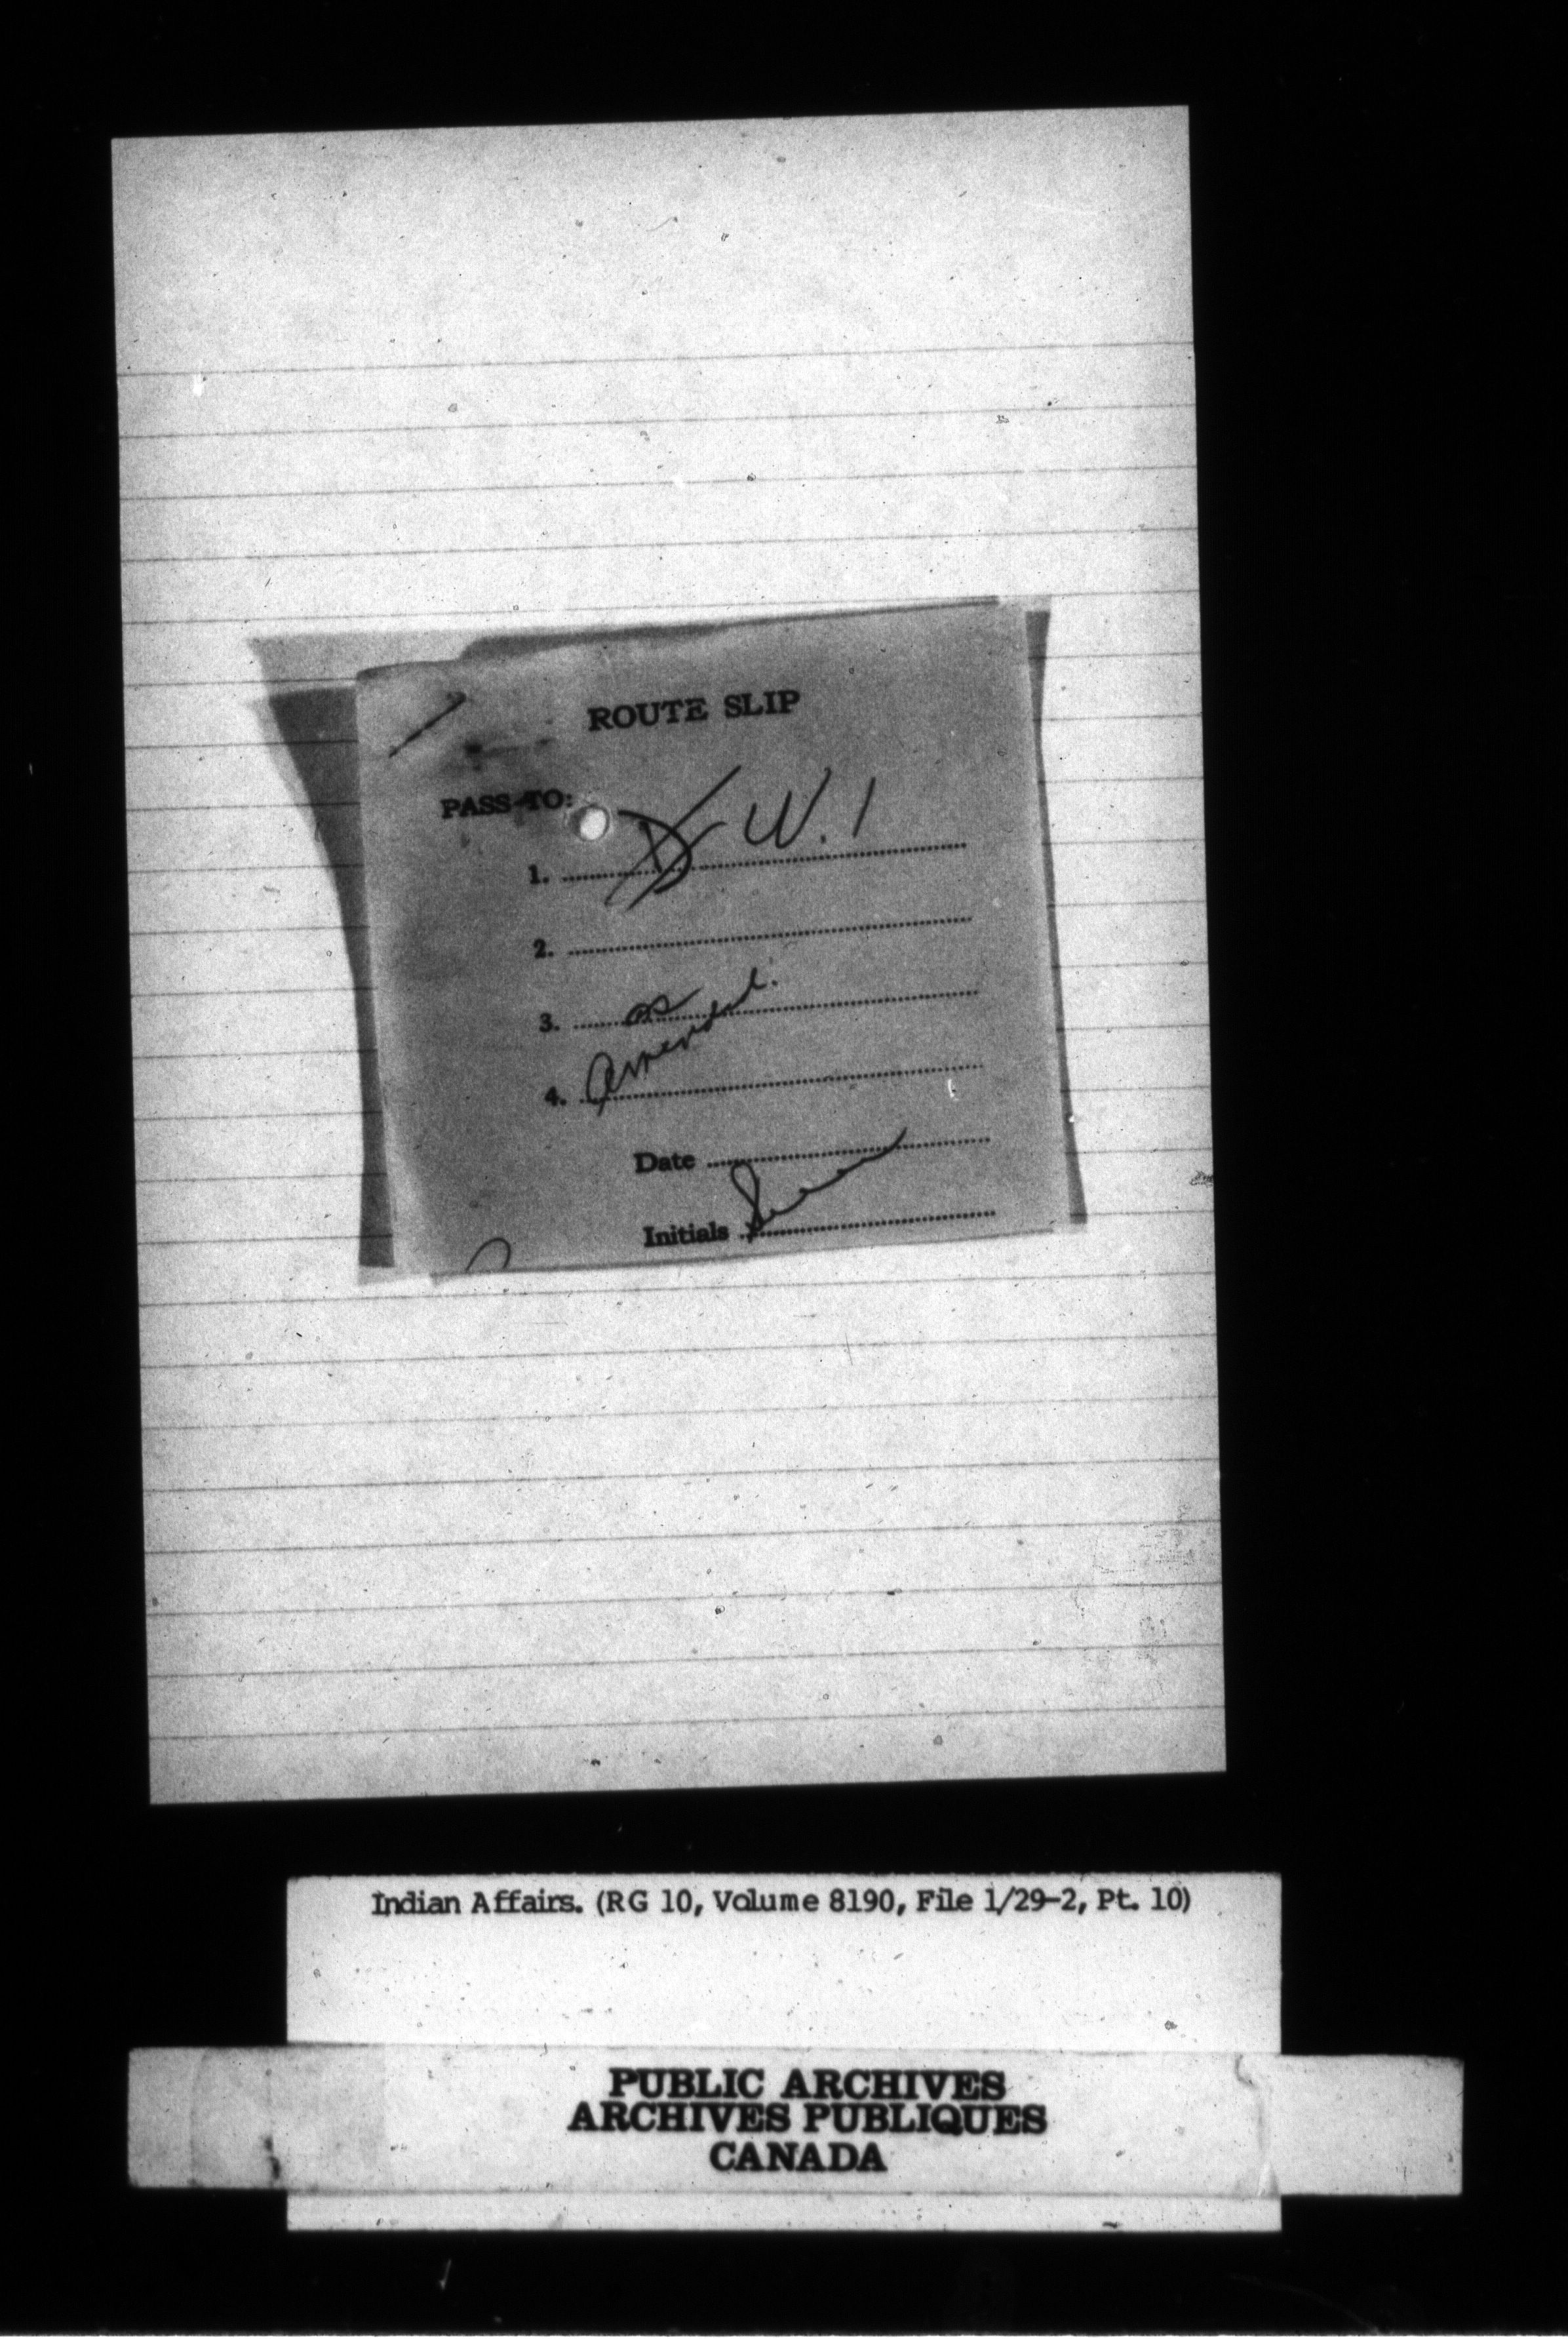 ROUTE SLIP
PASS TO:
1. W.1
2.
3. as
4. amended.
Date
Initials
Indian Affairs. (RG 10, Volume 8190, File 1/29-2, Pt. 10)
PUBLIC ARCHIVES
ARCHIVES PUBLIQUES
CANADA